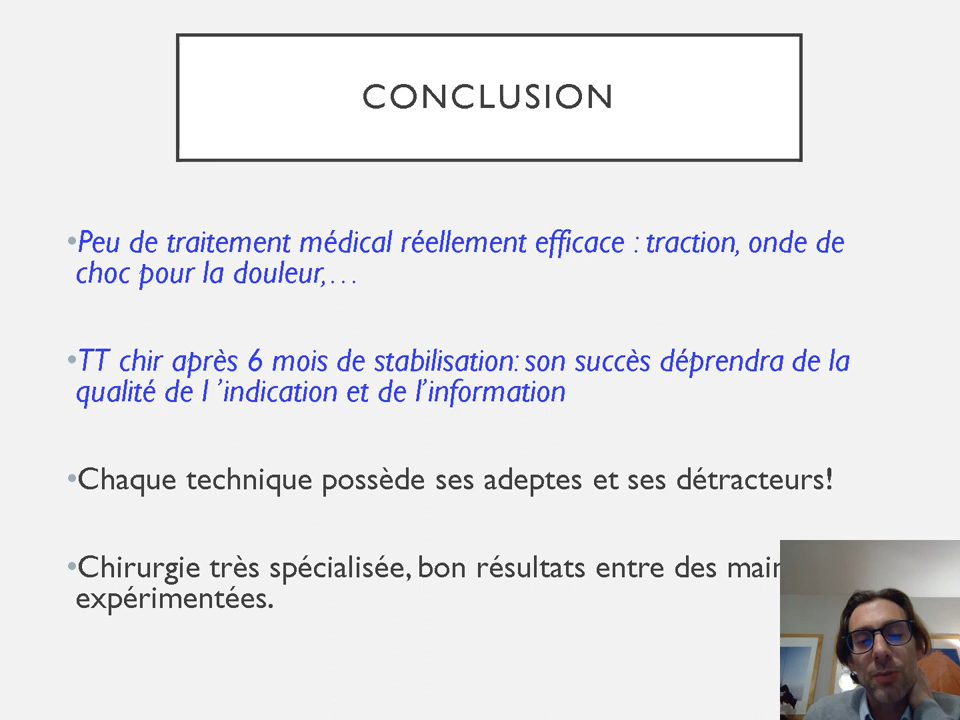 CONCLUSION
•Peu de traitement médical réellement efficace : traction, onde de
choc pour la douleur,…
•TT chir après 6 mois de stabilisation: son succès déprendra de la
qualité de l ’indication et de l’information
•Chaque technique possède ses adeptes et ses détracteurs!
•Chirurgie très spécialisée, bon résultats entre des main
expérimentées.